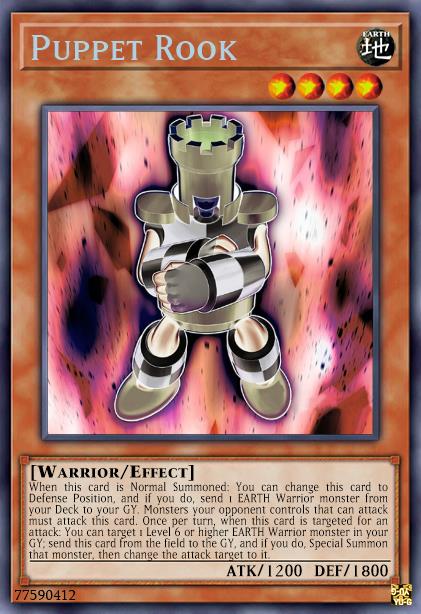 Puppet Rook
EARTH
地
[Warrior/Effect]
When this card is Normal Summoned: You can change this card to
Defense Position, and if you do, send 1 EARTH Warrior monster from
your Deck to your GY. Monsters your opponent controls that can attack
must attack this card. Once per turn, when this card is targeted for an
attack: You can target 1 Level 6 or higher EARTH Warrior monster in your
GY; send this card from the field to the GY, and if you do, Special Summon
that monster, then change the attack target to it.
ATK/1200 DEF/1800
77590412